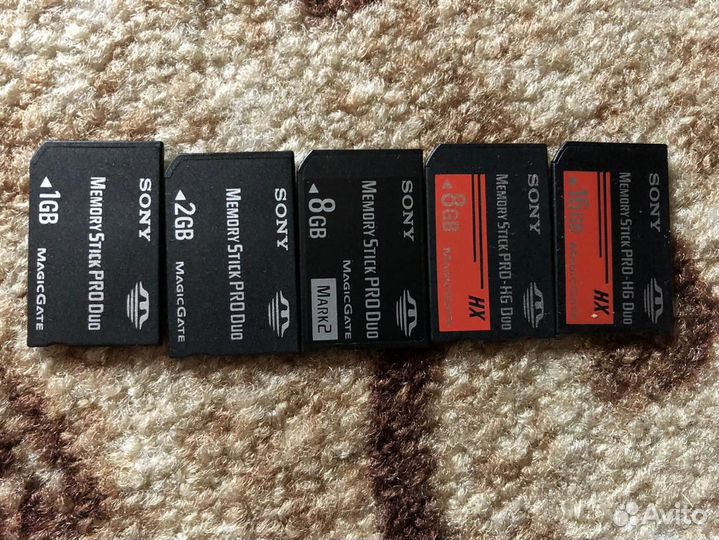 SONY
MEMORY STICK PRO DUO
1GB
MAGICGATE
SONY
MEMORY STICK PRO DUO
2GB
MAGICGATE
SONY
MEMORY STICK PRO DUO
8GB
MAGICGATE
MARK2
SONY
MEMORY STICK PRO-HG DUO
8GB
MAGICGATE
HX
SONY
MEMORY STICK PRO-HG DUO
16GB
MAGICGATE
HX
Avito